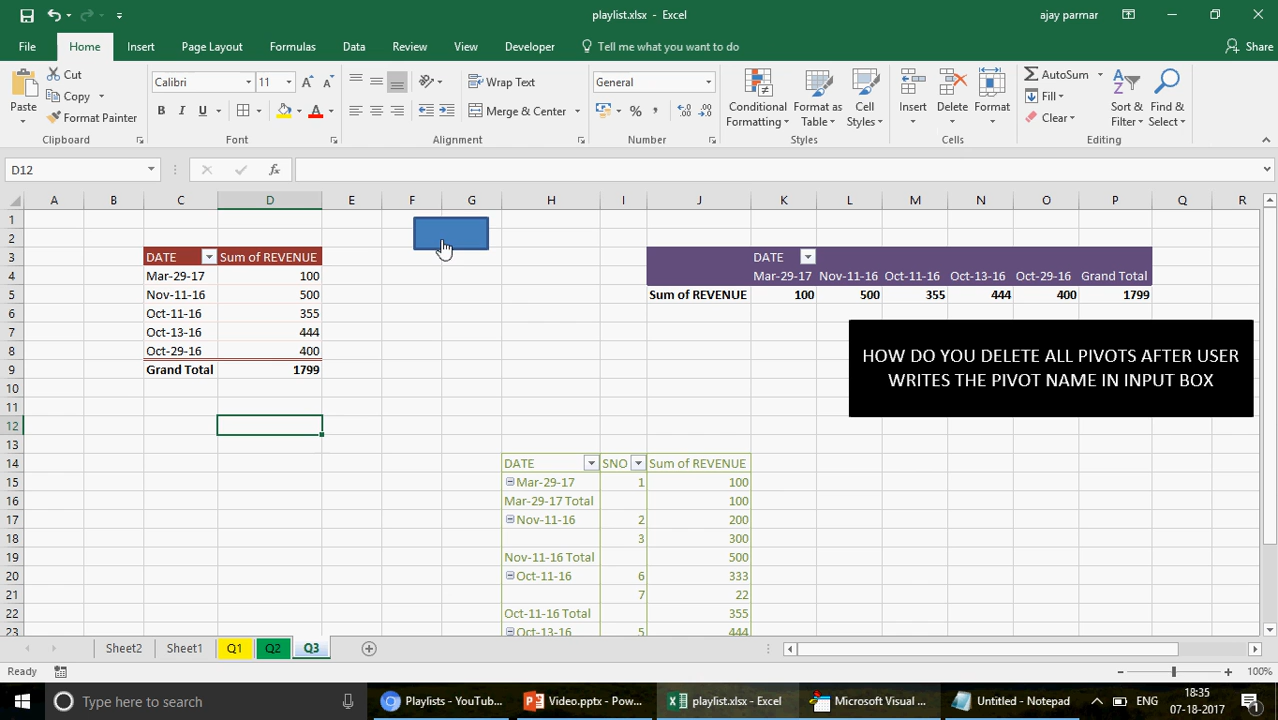 playlist.xlsx - Excel
ajay parmar
File Home Insert Page Layout Formulas Data Review View Developer Tell me what you want to do Share
Paste
Cut
Copy
Format Painter
Clipboard
Calibri 11
B I U
Font
Wrap Text
Merge & Center
Alignment
General
Number
Conditional Formatting
Format as Table
Cell Styles
Styles
Insert Delete Format
Cells
AutoSum
Fill
Clear
Sort & Filter
Find & Select
Editing
D12
fx
A B C D E F G H I J K L M N O P Q R
1
2
3 DATE Sum of REVENUE DATE
4 Mar-29-17 100 Mar-29-17 Nov-11-16 Oct-11-16 Oct-13-16 Oct-29-16 Grand Total
5 Nov-11-16 500 Sum of REVENUE 100 500 355 444 400 1799
6 Oct-11-16 355
7 Oct-13-16 444
8 Oct-29-16 400
9 Grand Total 1799
HOW DO YOU DELETE ALL PIVOTS AFTER USER
WRITES THE PIVOT NAME IN INPUT BOX
10
11
12
13
14 DATE SNO Sum of REVENUE
15 Mar-29-17 1 100
16 Mar-29-17 Total 100
17 Nov-11-16 2 200
18 3 300
19 Nov-11-16 Total 500
20 Oct-11-16 6 333
21 7 22
22 Oct-11-16 Total 355
23 Oct-13-16 5 444
Sheet2 Sheet1 Q1 Q2 Q3
Ready
100%
Type here to search
Playlists - YouTub...
Video.pptx - Pow...
playlist.xlsx - Excel
Microsoft Visual ...
Untitled - Notepad
ENG
18:35
07-18-2017
1